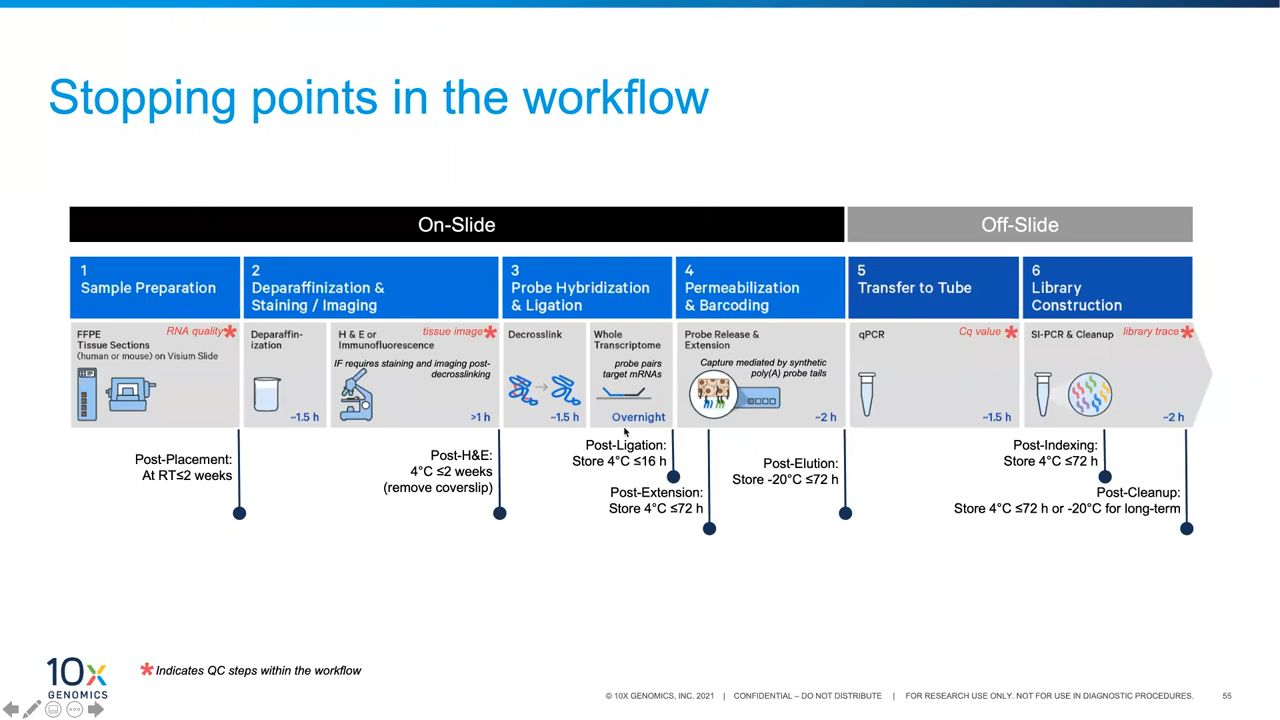 Stopping points in the workflow
On-Slide
Off-Slide
1
Sample Preparation
2
Deparaffinization &
Staining / Imaging
3
Probe Hybridization
& Ligation
4
Permeabilization
& Barcoding
5
Transfer to Tube
6
Library
Construction
FFPE
Tissue Sections
(human or mouse) on Visium Slide
RNA quality*
Deparaffin-
ization
~1.5 h
H & E or
Immunofluorescence
tissue image*
IF requires staining and imaging post-
decrosslinking
>1 h
Decrosslink
~1.5 h
Whole
Transcriptome
probe pairs
target mRNAs
Overnight
Probe Release &
Extension
Capture mediated by synthetic
poly(A) probe tails
~2 h
qPCR
Cq value*
~1.5 h
SI-PCR & Cleanup
library trace*
~2 h
Post-Placement:
At RT≤2 weeks
Post-H&E:
4°C ≤2 weeks
(remove coverslip)
Post-Ligation:
Store 4°C ≤16 h
Post-Extension:
Store 4°C ≤72 h
Post-Elution:
Store -20°C ≤72 h
Post-Indexing:
Store 4°C ≤72 h
Post-Cleanup:
Store 4°C ≤72 h or -20°C for long-term
10x
GENOMICS
*Indicates QC steps within the workflow
© 10X GENOMICS, INC. 2021 | CONFIDENTIAL – DO NOT DISTRIBUTE | FOR RESEARCH USE ONLY. NOT FOR USE IN DIAGNOSTIC PROCEDURES.
55